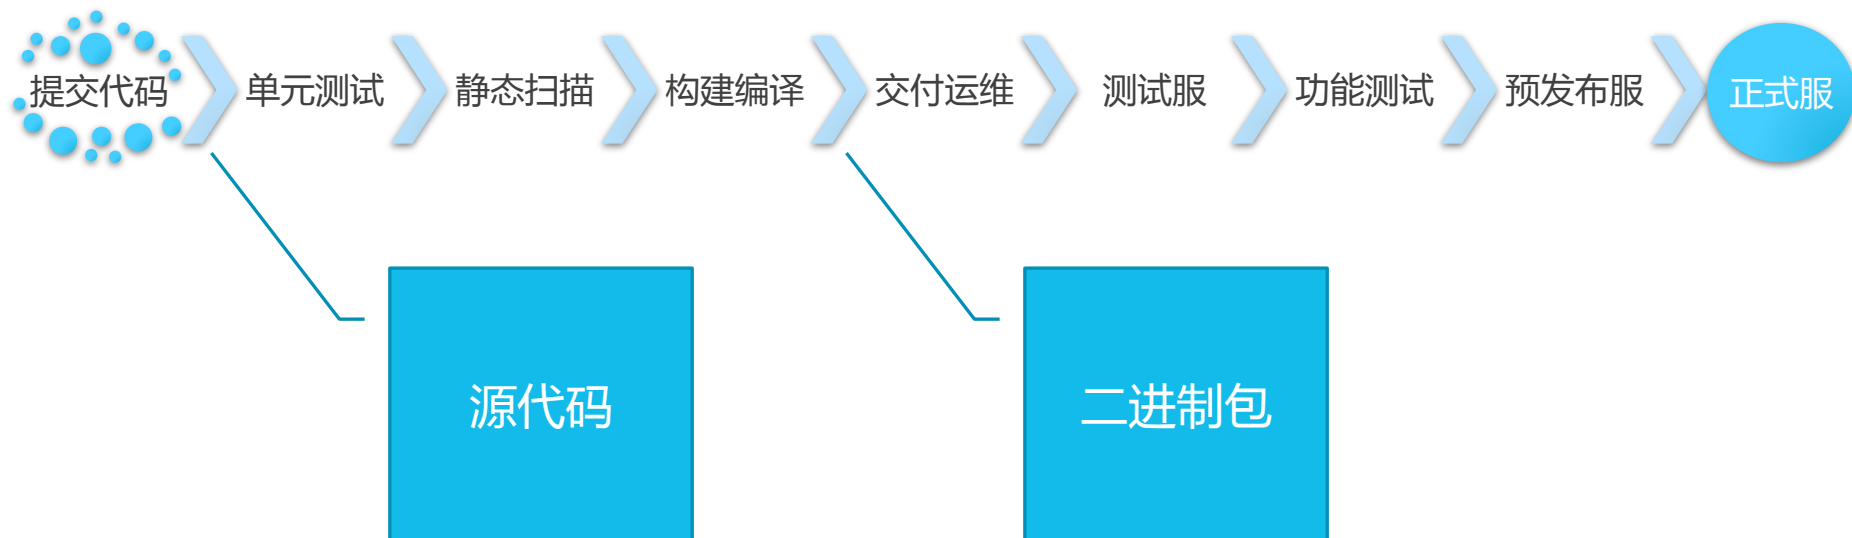 提交代码
单元测试
静态扫描
构建编译
交付运维
测试服
功能测试
预发布服
正式服
源代码
二进制包